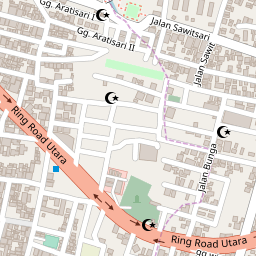 Gg. Aratisari I
Jalan Sawitsari
Gg. Aratisari II
Jalan Sawit
Ring Road Utara
Jalan Bunga
Ring Road Utara